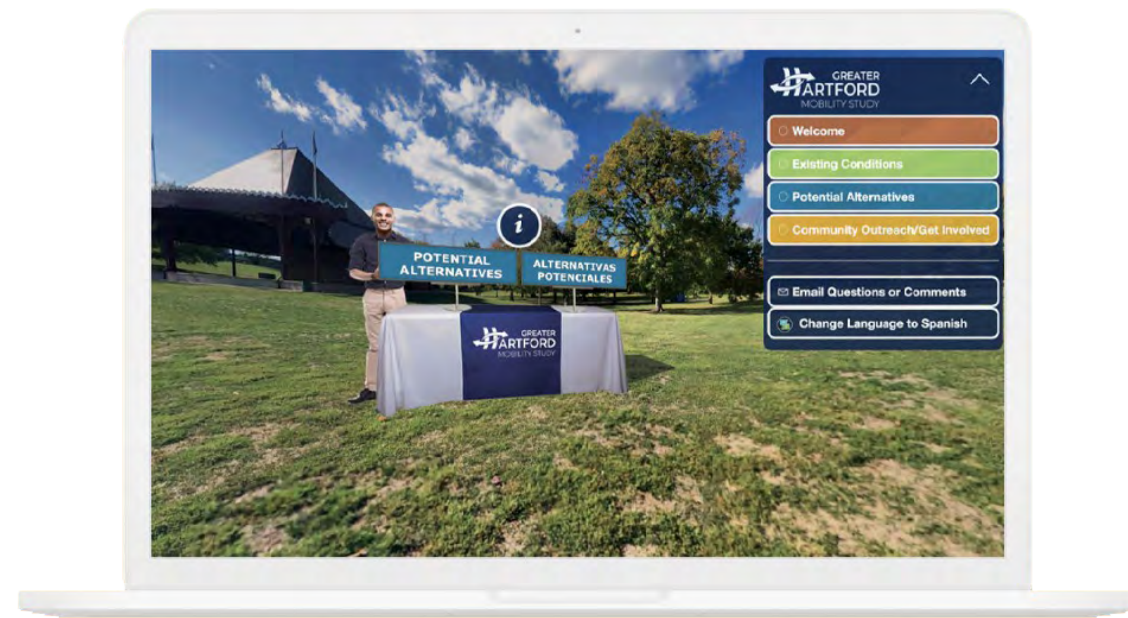 GREATER
HARTFORD
MOBILITY STUDY
Welcome
Existing Conditions
Potential Alternatives
Community Outreach/Get Involved
Email Questions or Comments
Change Language to Spanish
i
POTENTIAL
ALTERNATIVES
ALTERNATIVAS
POTENCIALES
GREATER
HARTFORD
MOBILITY STUDY